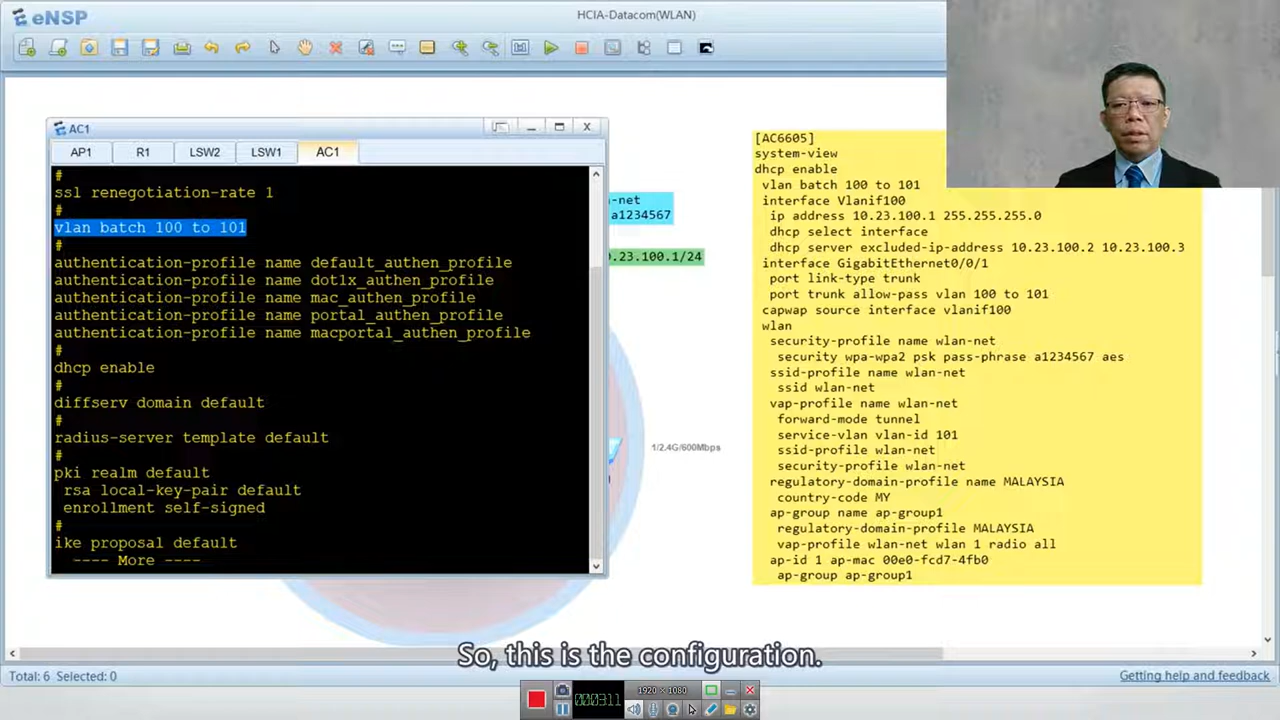 eNSP
HCIA-Datacom(WLAN)
AC1
AP1
R1
LSW2
LSW1
AC1
#
ssl renegotiation-rate 1
#
vlan batch 100 to 101
#
authentication-profile name default_authen_profile
authentication-profile name dot1x_authen_profile
authentication-profile name mac_authen_profile
authentication-profile name portal_authen_profile
authentication-profile name macportal_authen_profile
#
dhcp enable
#
diffserv domain default
#
radius-server template default
#
pki realm default
rsa local-key-pair default
enrollment self-signed
#
ike proposal default
---- More ----
-net
a1234567
0.23.100.1/24
1/2.4G/600Mbps
[AC6605]
system-view
dhcp enable
vlan batch 100 to 101
interface Vlanif100
ip address 10.23.100.1 255.255.255.0
dhcp select interface
dhcp server excluded-ip-address 10.23.100.2 10.23.100.3
interface GigabitEthernet0/0/1
port link-type trunk
port trunk allow-pass vlan 100 to 101
capwap source interface vlanif100
wlan
security-profile name wlan-net
security wpa-wpa2 psk pass-phrase a1234567 aes
ssid-profile name wlan-net
ssid wlan-net
vap-profile name wlan-net
forward-mode tunnel
service-vlan vlan-id 101
ssid-profile wlan-net
security-profile wlan-net
regulatory-domain-profile name MALAYSIA
country-code MY
ap-group name ap-group1
regulatory-domain-profile MALAYSIA
vap-profile wlan-net wlan 1 radio all
ap-id 1 ap-mac 00e0-fcd7-4fb0
ap-group ap-group1
So, this is the configuration.
Total: 6 Selected: 0
Getting help and feedback
000311
1920 × 1080